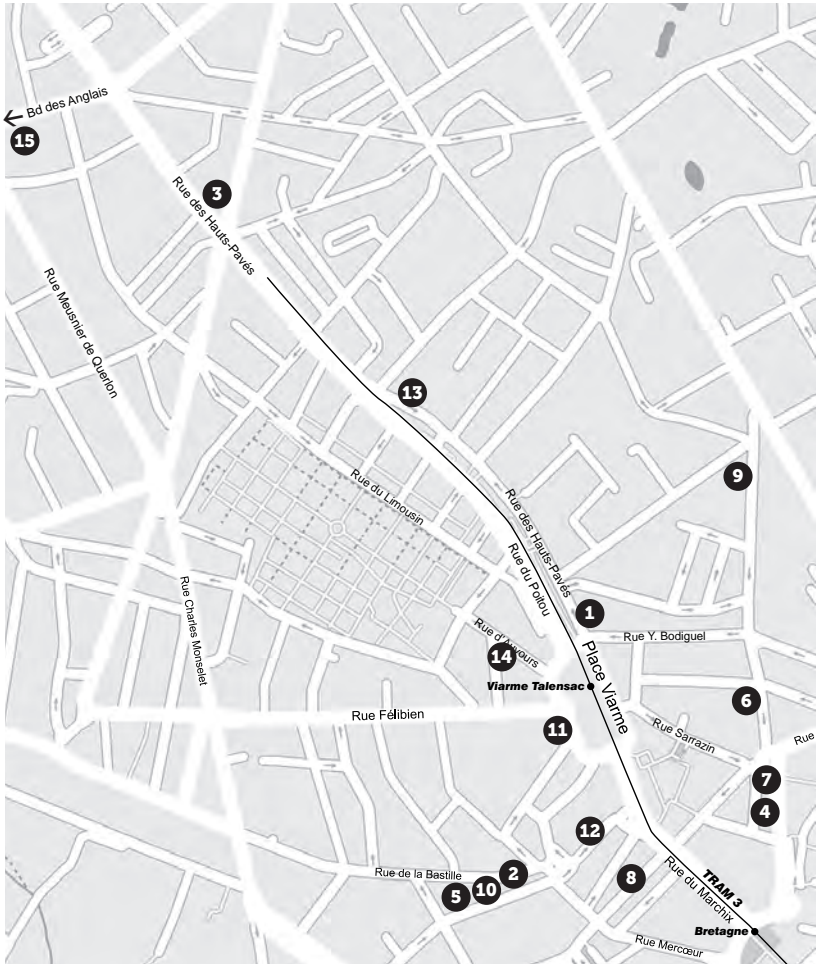 Bd des Anglais
15
3
Rue des Hauts-Pavés
Rue Meusnier de Querlon
13
9
Rue du Limousin
Rue des Hauts-Pavés
Rue du Poitou
Rue Charles Monselet
1
Rue Y. Bodiguel
Rue d'Auvours
14
Place Viarme
Viarme Talensac
6
Rue Félibien
11
Rue Sarrazin
Rue
7
4
12
Rue de la Bastille
2
10
5
8
TRAM 3
Rue du Marchix
Bretagne
Rue Mercœur